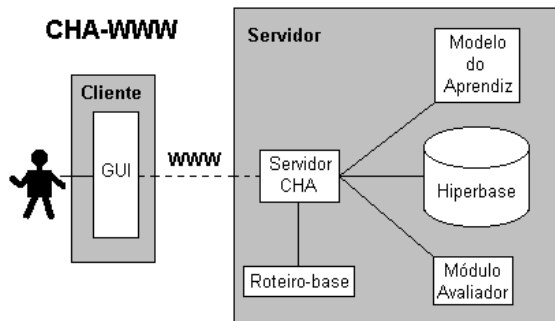 CHA-WWW
Servidor
Modelo
do
Aprendiz
Cliente
GUI
WWW
Servidor
CHA
Hiperbase
Roteiro-base
Módulo
Avaliador